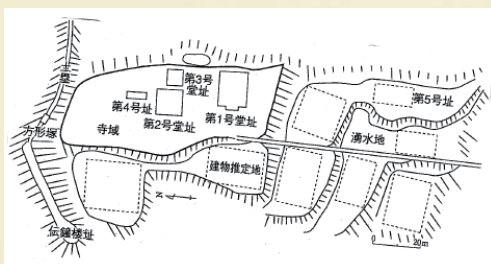 第3号
堂址
第4号址
第2号堂址
第1号堂址
第5号址
土塁
方形塚
寺域
湧水地
建物推定地
N
伝鐘楼址
0 20m